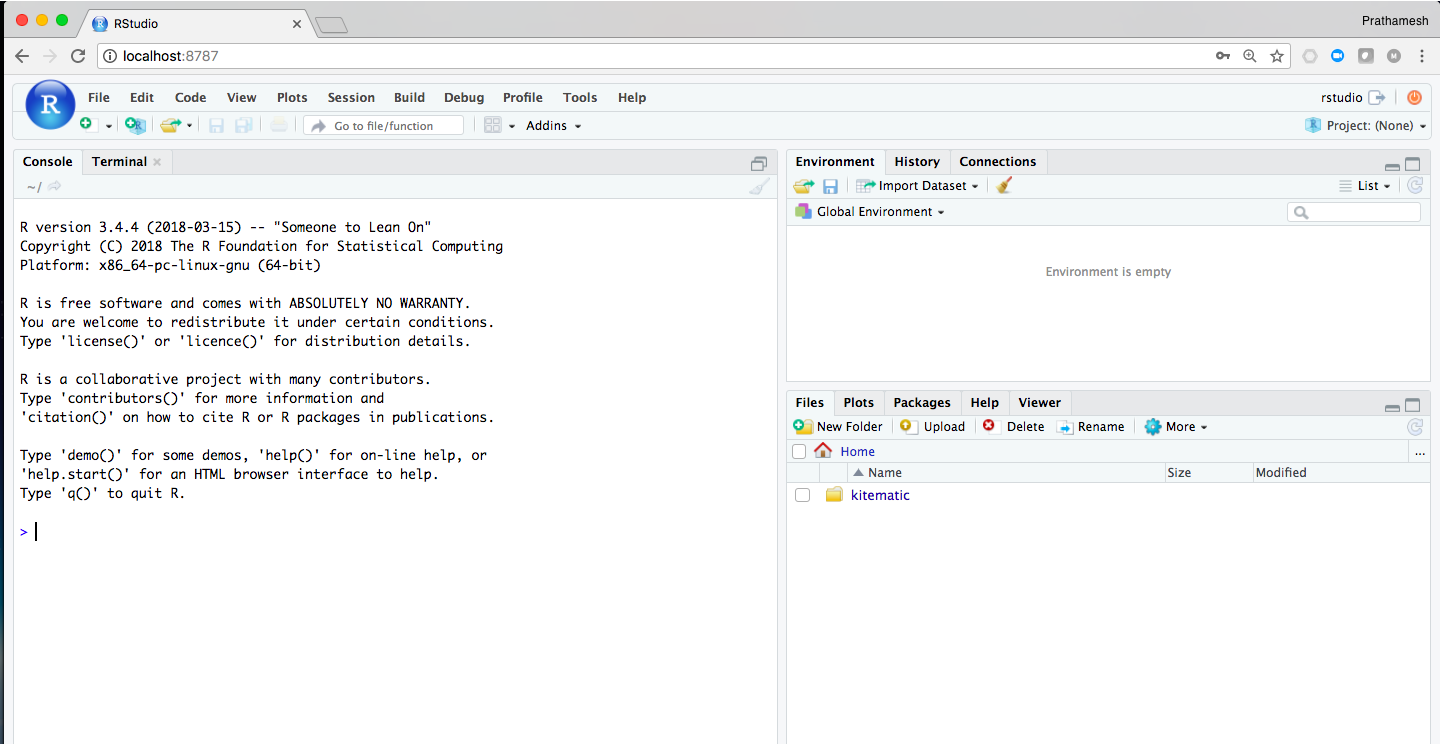 RStudio
Prathamesh
localhost:8787
R
File Edit Code View Plots Session Build Debug Profile Tools Help
rstudio
Go to file/function
Addins
Project: (None)
Console Terminal
~/
R version 3.4.4 (2018-03-15) -- "Someone to Lean On"
Copyright (C) 2018 The R Foundation for Statistical Computing
Platform: x86_64-pc-linux-gnu (64-bit)
R is free software and comes with ABSOLUTELY NO WARRANTY.
You are welcome to redistribute it under certain conditions.
Type 'license()' or 'licence()' for distribution details.
R is a collaborative project with many contributors.
Type 'contributors()' for more information and
'citation()' on how to cite R or R packages in publications.
Type 'demo()' for some demos, 'help()' for on-line help, or
'help.start()' for an HTML browser interface to help.
Type 'q()' to quit R.
>
Environment History Connections
Import Dataset
List
Global Environment
Environment is empty
Files Plots Packages Help Viewer
New Folder Upload Delete Rename More
Home
...
Name Size Modified
kitematic